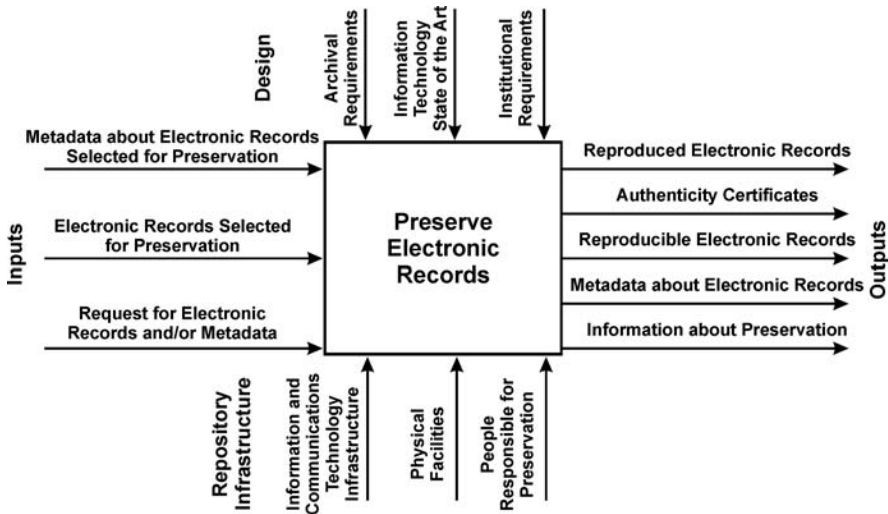 Design
Archival
Requirements
Information
Technology
State of the Art
Institutional
Requirements
Inputs
Metadata about Electronic Records
Selected for Preservation
Electronic Records Selected
for Preservation
Request for Electronic
Records and/or Metadata
Preserve
Electronic
Records
Reproduced Electronic Records
Authenticity Certificates
Reproducible Electronic Records
Metadata about Electronic Records
Information about Preservation
Outputs
Repository
Infrastructure
Information and
Communications
Technology
Infrastructure
Physical
Facilities
People
Responsible for
Preservation